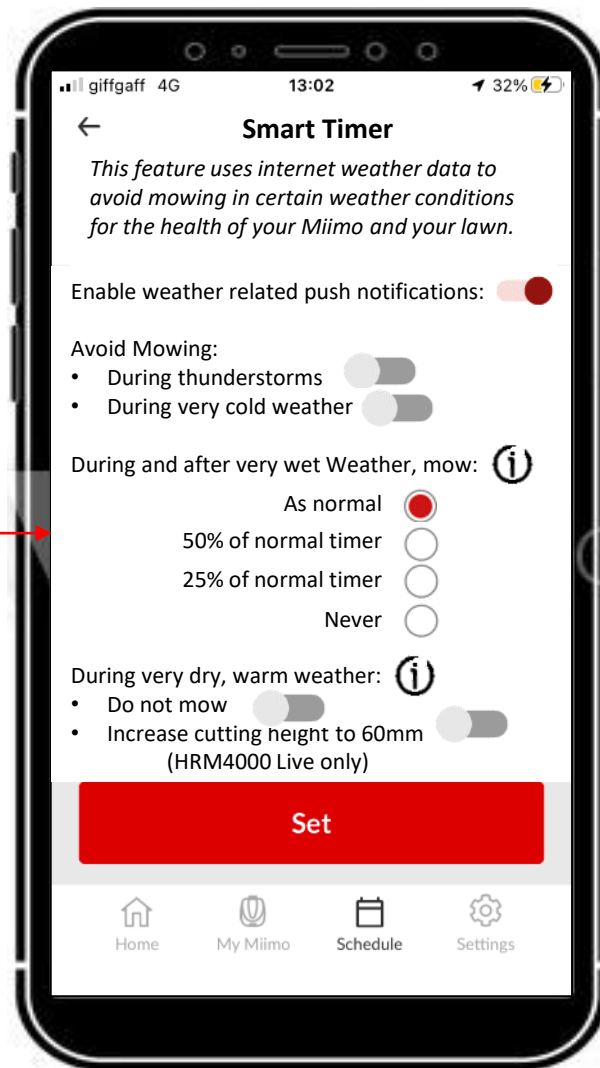 giffgaff 4G 13:02 32%
Smart Timer
This feature uses internet weather data to
avoid mowing in certain weather conditions
for the health of your Miimo and your lawn.
Enable weather related push notifications:
Avoid Mowing:
• During thunderstorms
• During very cold weather
During and after very wet Weather, mow:
As normal
50% of normal timer
25% of normal timer
Never
During very dry, warm weather:
• Do not mow
• Increase cutting height to 60mm
(HRM4000 Live only)
Set
Home My Miimo Schedule Settings